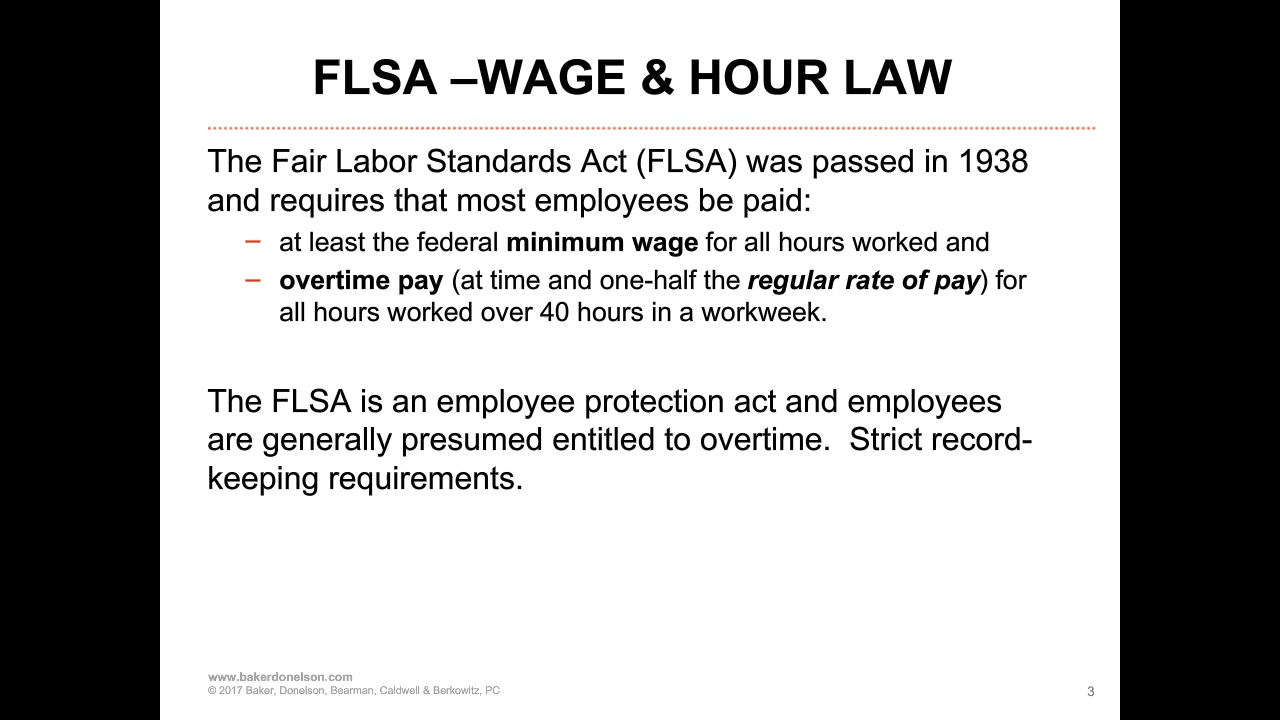 FLSA –WAGE & HOUR LAW
The Fair Labor Standards Act (FLSA) was passed in 1938
and requires that most employees be paid:
– at least the federal minimum wage for all hours worked and
– overtime pay (at time and one-half the regular rate of pay) for
all hours worked over 40 hours in a workweek.
The FLSA is an employee protection act and employees
are generally presumed entitled to overtime.  Strict record-
keeping requirements.
www.bakerdonelson.com
© 2017 Baker, Donelson, Bearman, Caldwell & Berkowitz, PC
3